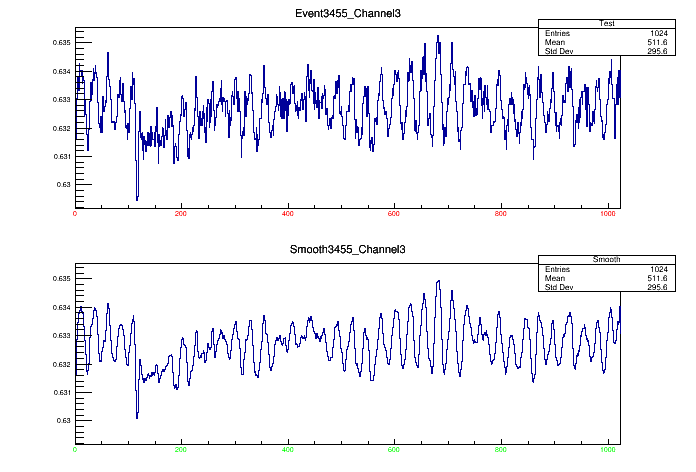 Event3455_Channel3
Test
Entries 1024
Mean 511.6
Std Dev 295.6
0.635
0.634
0.633
0.632
0.631
0.63
0 200 400 600 800 1000
Smooth3455_Channel3
Smooth
Entries 1024
Mean 511.6
Std Dev 295.6
0.635
0.634
0.633
0.632
0.631
0.63
0 200 400 600 800 1000